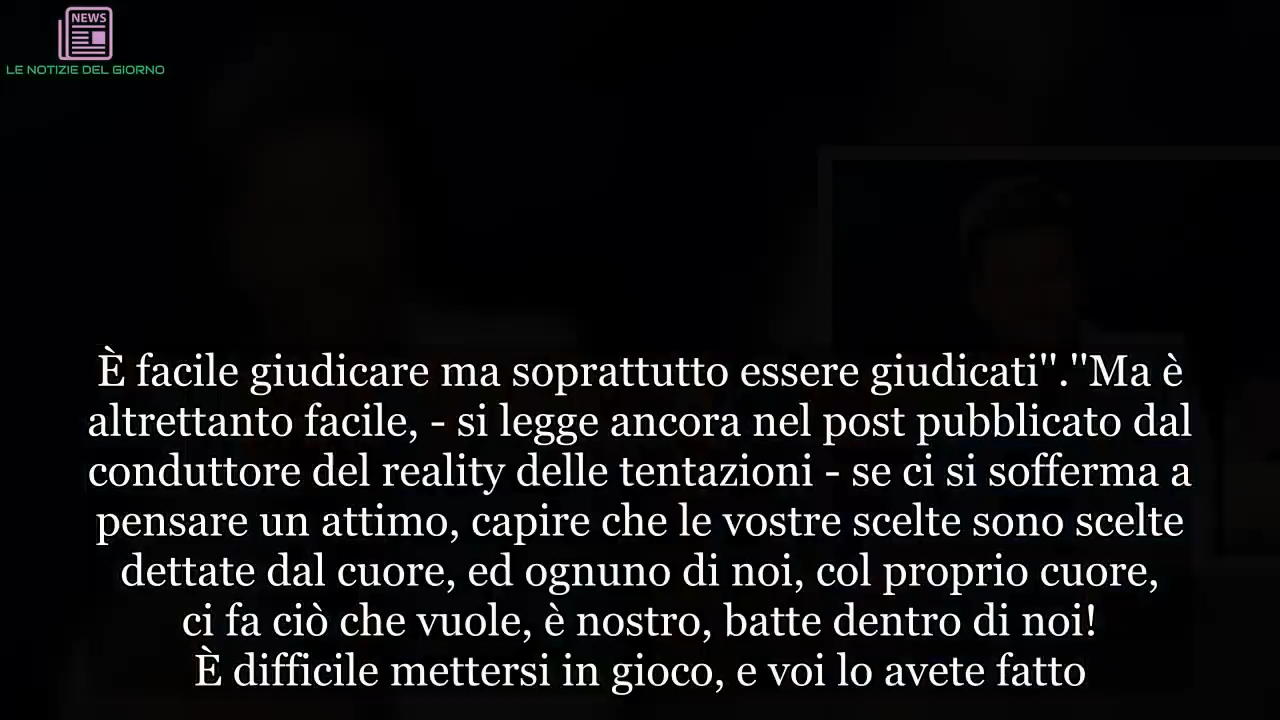 NEWS
LE NOTIZIE DEL GIORNO
È facile giudicare ma soprattutto essere giudicati".''Ma è
altrettanto facile, - si legge ancora nel post pubblicato dal
conduttore del reality delle tentazioni - se ci si sofferma a
pensare un attimo, capire che le vostre scelte sono scelte
dettate dal cuore, ed ognuno di noi, col proprio cuore,
ci fa ciò che vuole, è nostro, batte dentro di noi!
È difficile mettersi in gioco, e voi lo avete fatto